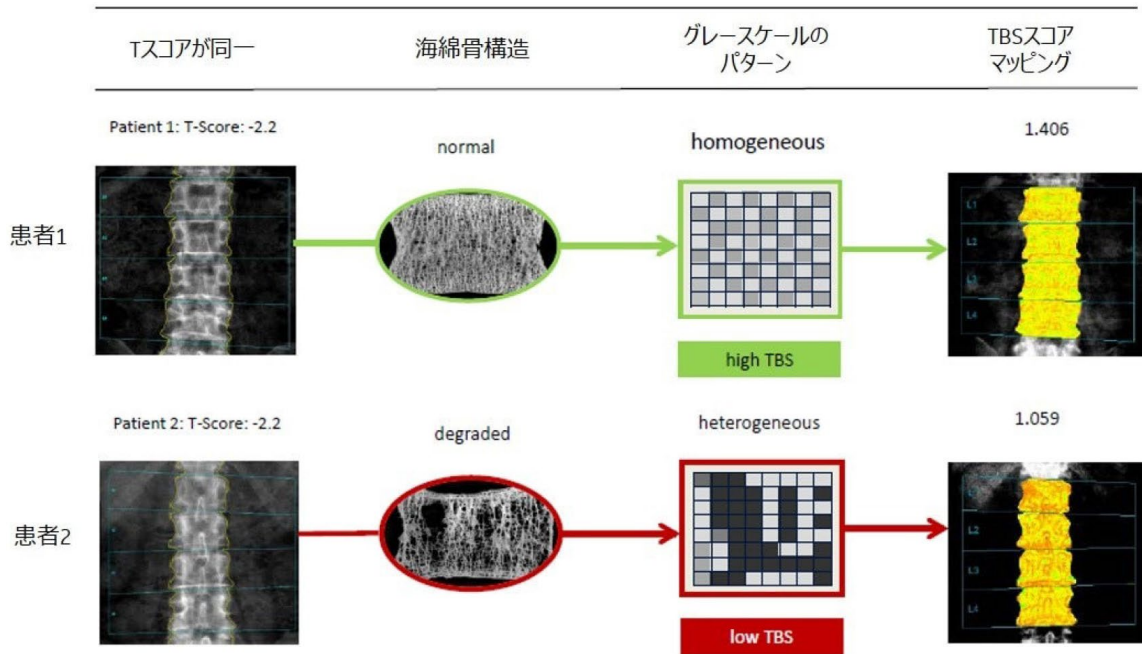 Tスコアが同一
海綿骨構造
グレースケールの
パターン
TBSスコア
マッピング
Patient 1: T-Score: -2.2
normal
homogeneous
1.406
患者1
L1
L2
L3
L4
high TBS
Patient 2: T-Score: -2.2
degraded
heterogeneous
1.059
患者2
L2
L3
L4
low TBS